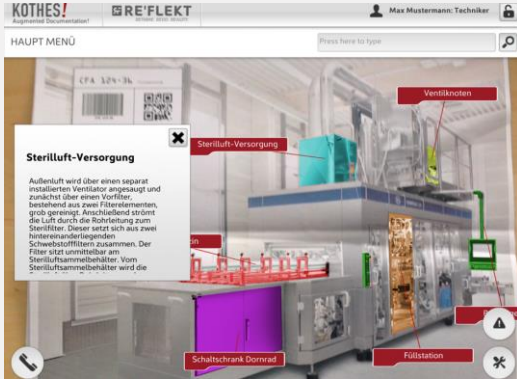 KOTHES!
Augmented Documentation!
RE'FLEKT
Max Mustermann: Techniker
HAUPT MENÜ
Press here to type
CPA 104-36
Ventilknoten
Sterilluft-Versorgung
Sterilluft-Versorgung
Außenluft wird über einen separat
installierten Ventilator angesaugt und
zunächst über einen Vorfilter,
bestehend aus zwei Filterelementen,
grob gereinigt. Anschließend strömt
die Luft durch die Rohrleitung zum
Sterilfilter. Dieser setzt sich aus zwei
hintereinanderliegenden
Schwebstofffiltern zusammen. Der
Filter sitzt unmittelbar am
Sterilluftsammelbehälter. Vom
Sterilluftsammelbehälter wird die
zin
Schaltschrank Dornrad
Füllstation